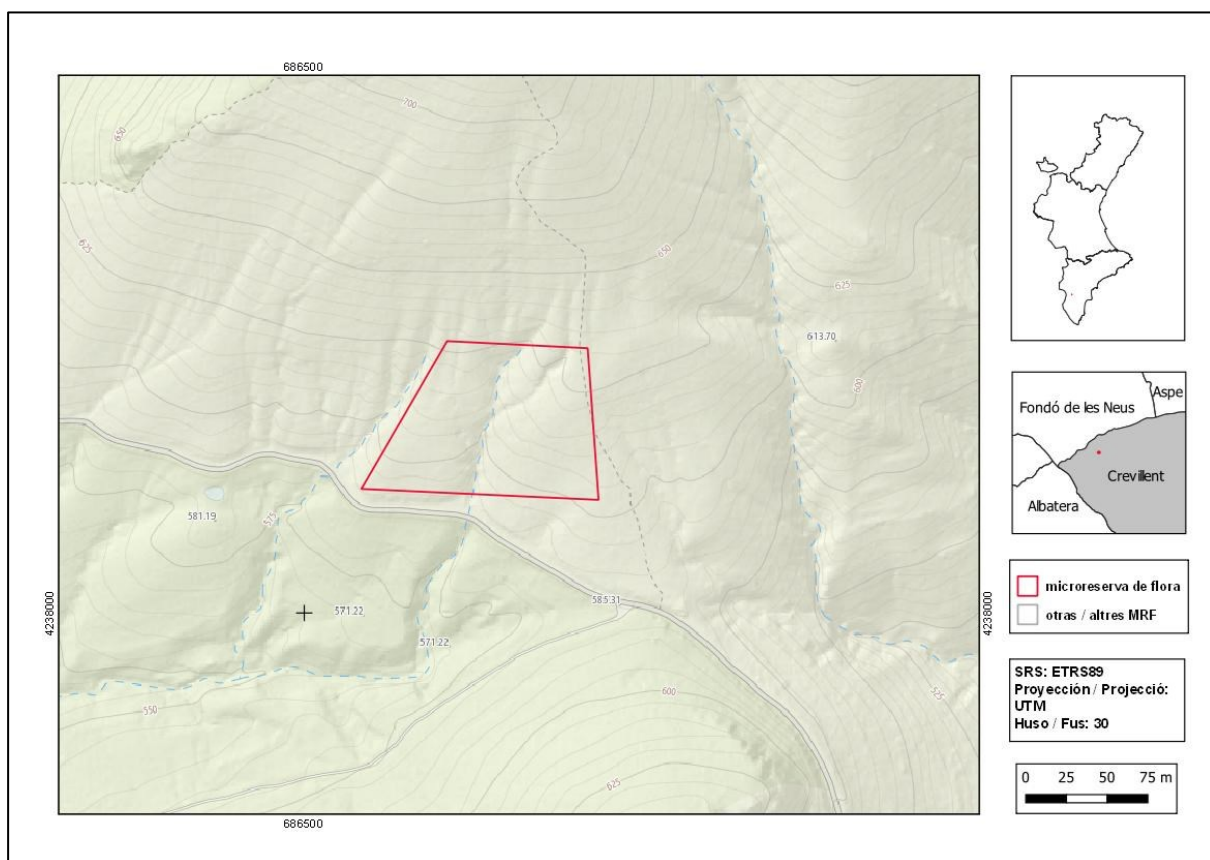 686500
700
650
625
650
625
613.70
600
581.19
575
571.22
571.22
585.31
550
600
625
525
4238000
4238000
686500
Aspe
Fondó de les Neus
Crevillent
Albatera
microreserva de flora
otras / altres MRF
SRS: ETRS89
Proyección / Projecció:
UTM
Huso / Fus: 30
0 25 50 75 m